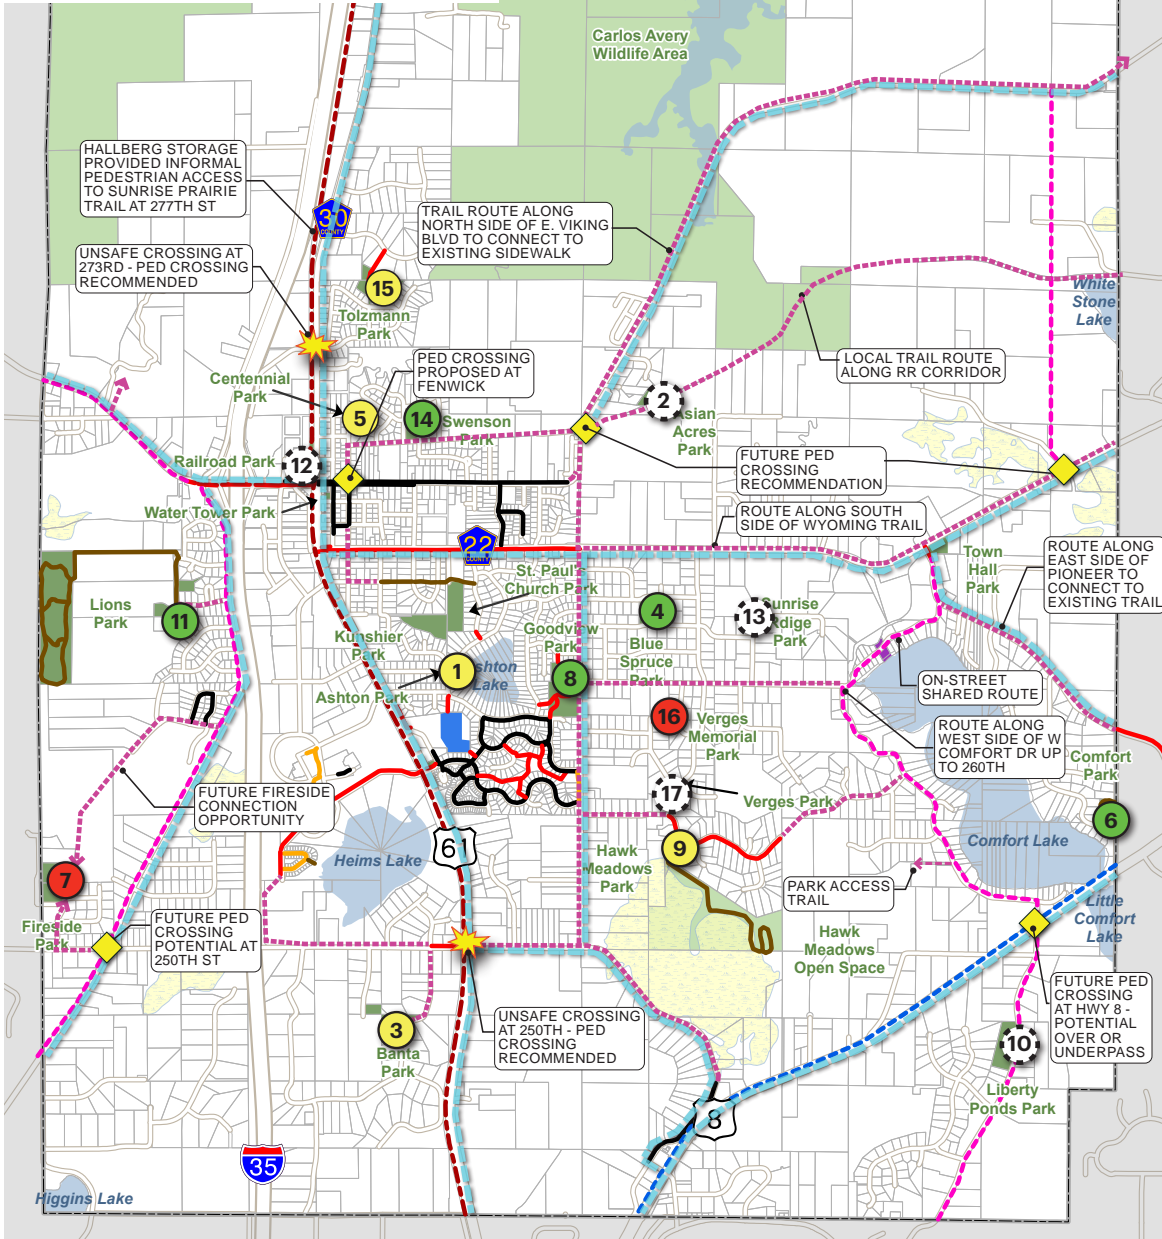 Carlos Avery
Wildlife Area
HALLBERG STORAGE
PROVIDED INFORMAL
PEDESTRIAN ACCESS
TO SUNRISE PRAIRIE
TRAIL AT 277TH ST
30
COUNTY
TRAIL ROUTE ALONG
NORTH SIDE OF E. VIKING
BLVD TO CONNECT TO
EXISTING SIDEWALK
UNSAFE CROSSING AT
273RD - PED CROSSING
RECOMMENDED
15
Tolzmann
Park
White
Stone
Lake
PED CROSSING
PROPOSED AT
FENWICK
LOCAL TRAIL ROUTE
ALONG RR CORRIDOR
Centennial
Park
5
14
Swenson
Park
2
Asian
Acres
Park
Railroad Park
12
FUTURE PED
CROSSING
RECOMMENDATION
Water Tower Park
ROUTE ALONG SOUTH
SIDE OF WYOMING TRAIL
22
COUNTY
Town
Hall
Park
ROUTE ALONG
EAST SIDE OF
PIONEER TO
CONNECT TO
EXISTING TRAIL
St. Paul's
Church Park
Lions
Park
11
Kunshier
Park
Goodview
Park
4
Blue
Spruce
Park
13
Sunrise
Ridge
Park
1
Ashton
Lake
Ashton Park
8
ON-STREET
SHARED ROUTE
16
Verges
Memorial
Park
ROUTE ALONG
WEST SIDE OF W
COMFORT DR UP
TO 260TH
Comfort
Park
FUTURE FIRESIDE
CONNECTION
OPPORTUNITY
17
Verges Park
6
61
Heims Lake
9
Comfort Lake
Hawk
Meadows
Park
7
PARK ACCESS
TRAIL
Fireside
Park
FUTURE PED
CROSSING
POTENTIAL AT
250TH ST
Little
Comfort
Lake
Hawk
Meadows
Open Space
FUTURE PED
CROSSING
AT HWY 8 -
POTENTIAL
OVER OR
UNDERPASS
UNSAFE CROSSING
AT 250TH - PED
CROSSING
RECOMMENDED
3
Banta
Park
10
Liberty
Ponds Park
8
35
Higgins Lake